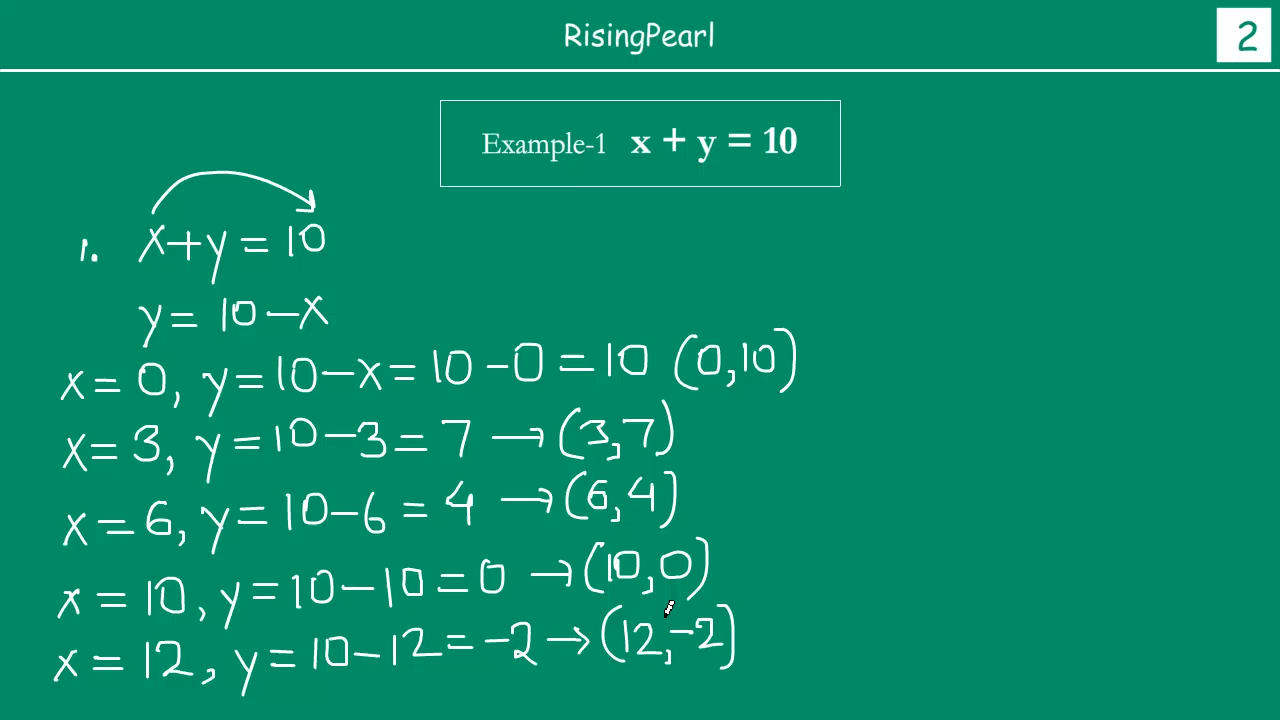 RisingPearl
2
Example-1 x + y = 10
1. x+y = 10
y = 10-x
x = 0, y = 10-x = 10-0 = 10 (0,10)
x = 3, y = 10-3 = 7 → (3,7)
x = 6, y = 10-6 = 4 → (6,4)
x = 10, y = 10-10 = 0 → (10,0)
x = 12, y = 10-12 = -2 → (12,-2)